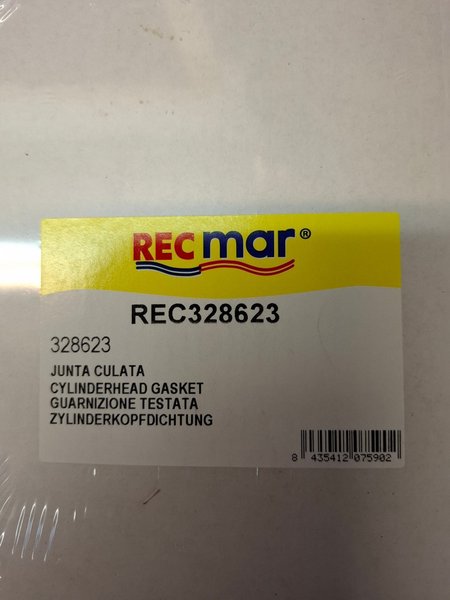 RECmar®
REC328623
328623
JUNTA CULATA
CYLINDERHEAD GASKET
GUARNIZIONE TESTATA
ZYLINDERKOPFDICHTUNG
8 435412 075902